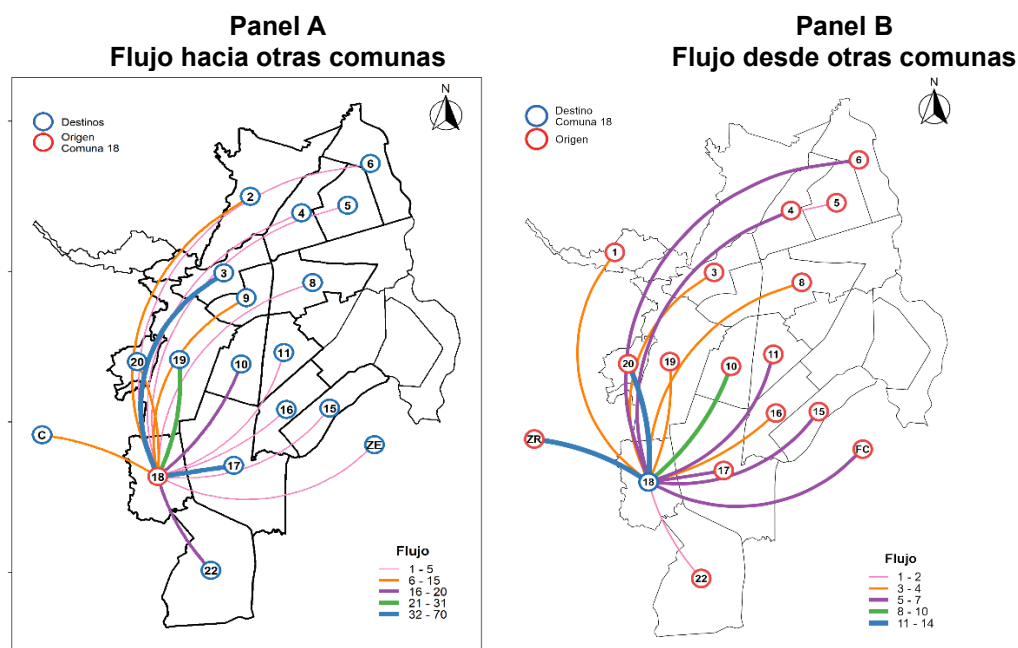 Panel A
Flujo hacia otras comunas
N
Destinos
Origen
Comuna 18
6
2
4
5
3
8
9
20
19
10
11
16
15
C
ZE
17
18
22
Flujo
1 - 5
6 - 15
16 - 20
21 - 31
32 - 70
Panel B
Flujo desde otras comunas
N
Destino
Comuna 18
Origen
6
4
5
1
3
8
20
19
10
11
16
15
ZR
FC
17
18
22
Flujo
1 - 2
3 - 4
5 - 7
8 - 10
11 - 14